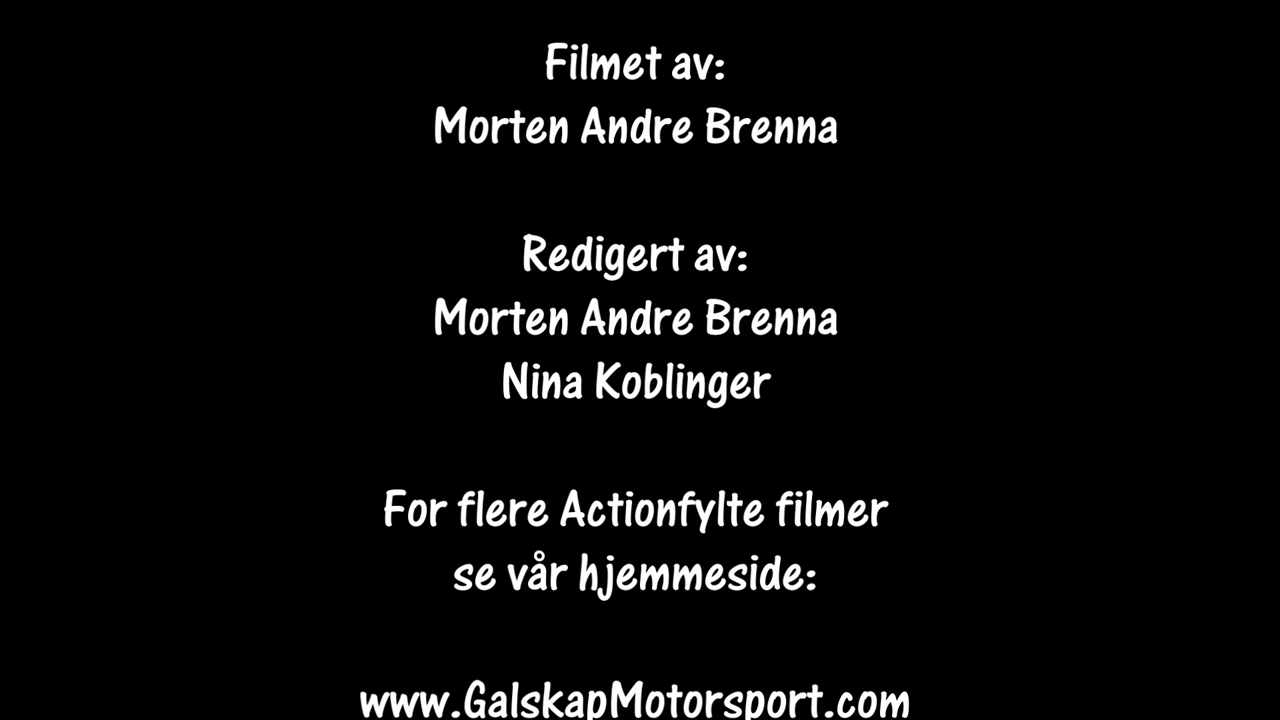 Filmet av:
Morten Andre Brenna
Redigert av:
Morten Andre Brenna
Nina Koblinger
For flere Actionfylte filmer
se vår hjemmeside:
www.GalskapMotorsport.com